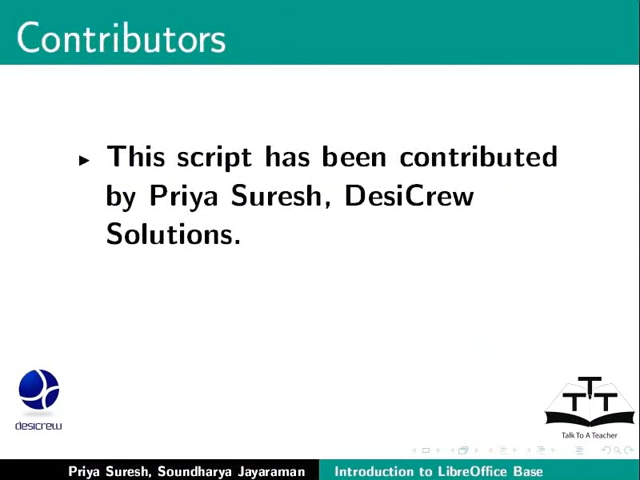 Contributors
This script has been contributed
by Priya Suresh, DesiCrew
Solutions.
desicrew
T T T
Talk To A Teacher
Priya Suresh, Soundharya Jayaraman
Introduction to LibreOffice Base